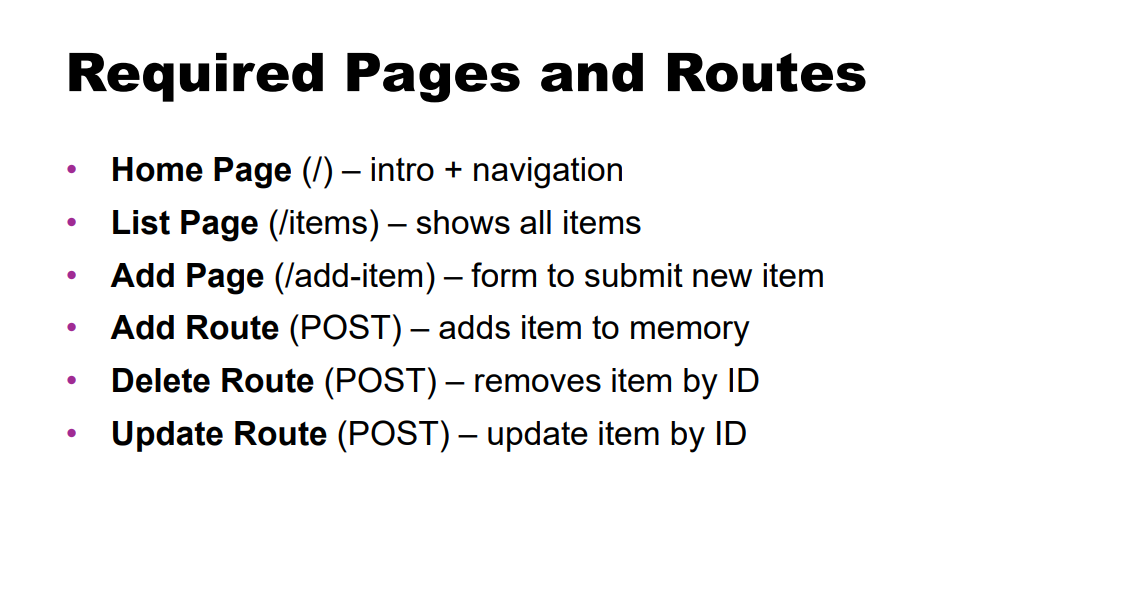 Required Pages and Routes
• Home Page (/) – intro + navigation
• List Page (/items) – shows all items
• Add Page (/add-item) – form to submit new item
• Add Route (POST) – adds item to memory
• Delete Route (POST) – removes item by ID
• Update Route (POST) – update item by ID